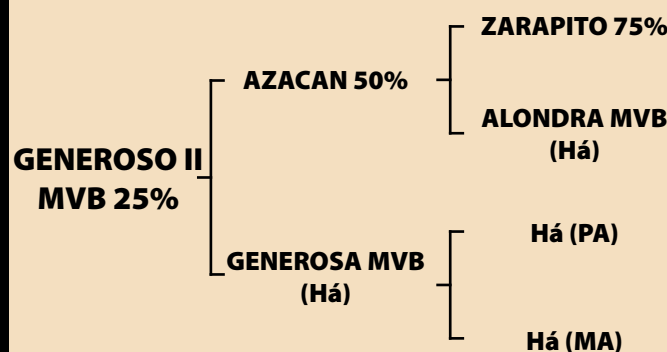 ZARAPITO 75%
AZACAN 50%
ALONDRA MVB
(Há)
GENEROSO II
MVB 25%
Há (PA)
GENEROSA MVB
(Há)
Há (MA)